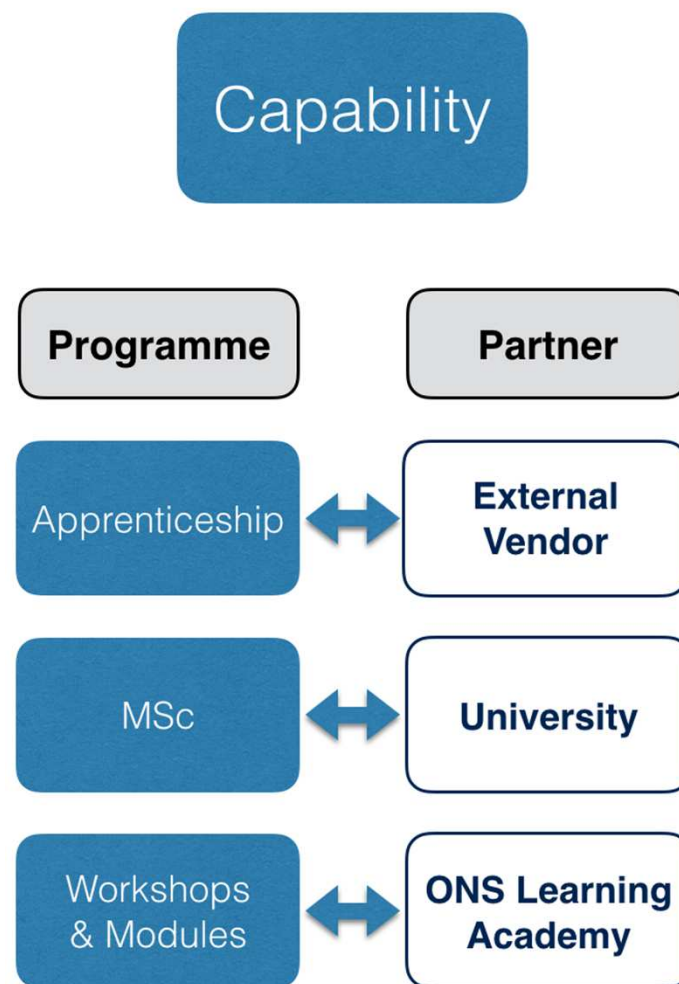 Capability
Programme
Partner
Apprenticeship
External
Vendor
MSc
University
Workshops
& Modules
ONS Learning
Academy